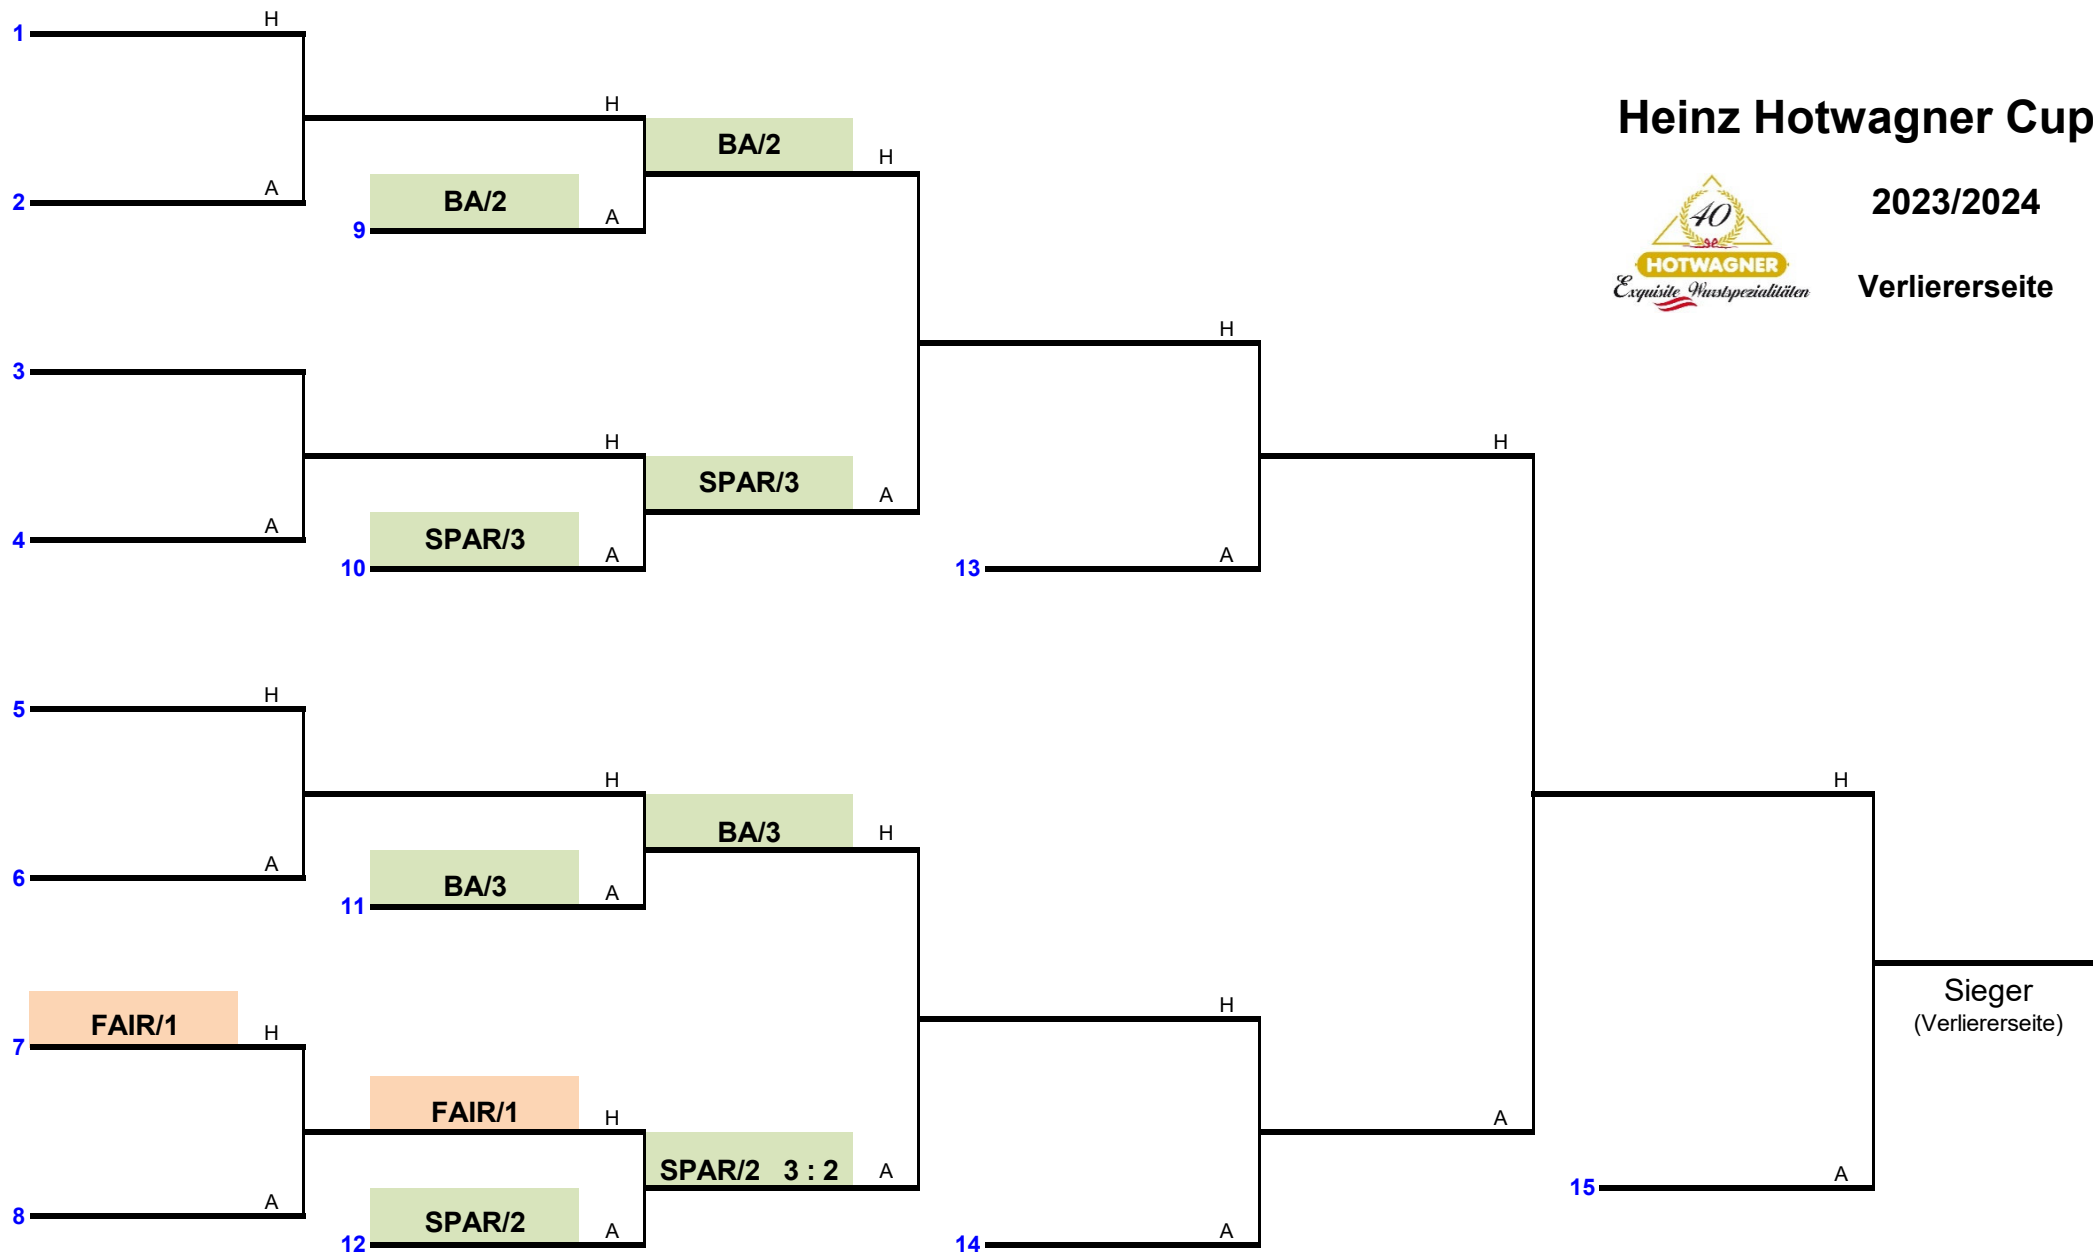 H
1
Heinz Hotwagner Cup
H
BA/2
H
A
2
BA/2
A
9
40
HOTWAGNER
Exquisite Wurstspezialitäten
2023/2024
Verliererseite
H
3
H
H
SPAR/3
A
A
4
SPAR/3
A
10
A
13
H
5
H
H
BA/3
H
A
6
BA/3
A
11
Sieger
(Verliererseite)
FAIR/1
H
7
H
FAIR/1
H
A
SPAR/2 3 : 2
A
A
15
A
8
SPAR/2
A
12
A
14